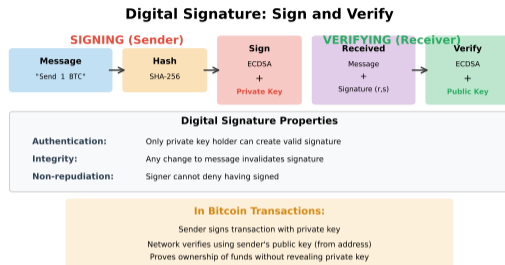 Digital Signature: Sign and Verify
SIGNING (Sender)
VERIFYING (Receiver)
Message
"Send 1 BTC"
Hash
SHA-256
Sign
ECDSA
+
Private Key
Received
Message
+
Signature (r,s)
Verify
ECDSA
+
Public Key
Digital Signature Properties
Authentication: Only private key holder can create valid signature
Integrity: Any change to message invalidates signature
Non-repudiation: Signer cannot deny having signed
In Bitcoin Transactions:
Sender signs transaction with private key
Network verifies using sender's public key (from address)
Proves ownership of funds without revealing private key